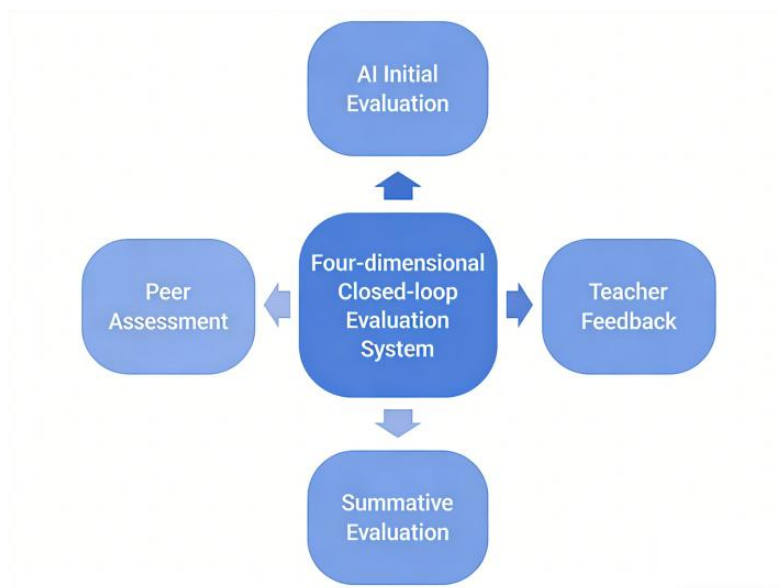 AI Initial
Evaluation
Peer
Assessment
Four-dimensional
Closed-loop
Evaluation
System
Teacher
Feedback
Summative
Evaluation